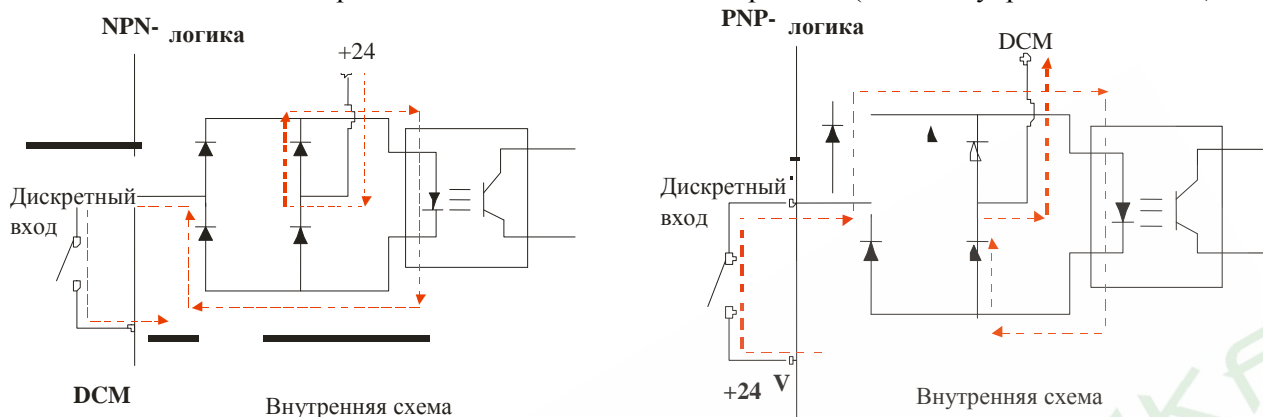 NPN- логика
+24
Дискретный
вход
DCM
Внутренняя схема
PNP- логика
DCM
Дискретный
вход
+24 V
Внутренняя схема